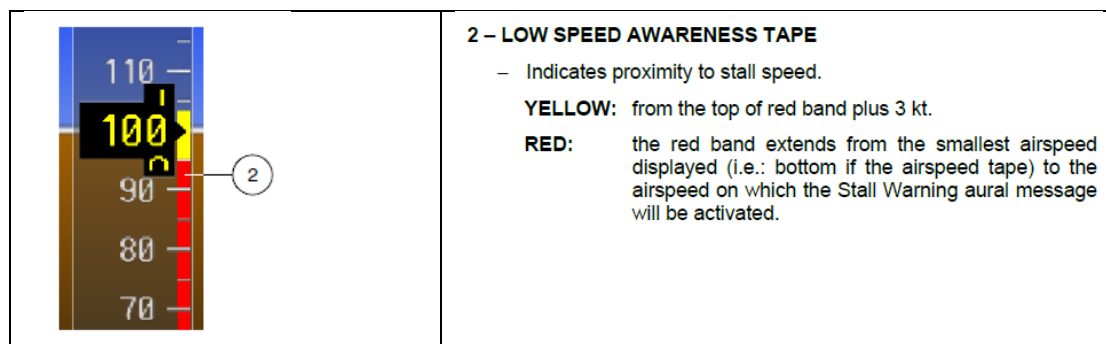 110
100
90
80
70
2
2 – LOW SPEED AWARENESS TAPE
– Indicates proximity to stall speed.
YELLOW: from the top of red band plus 3 kt.
RED: the red band extends from the smallest airspeed
displayed (i.e.: bottom if the airspeed tape) to the
airspeed on which the Stall Warning aural message
will be activated.